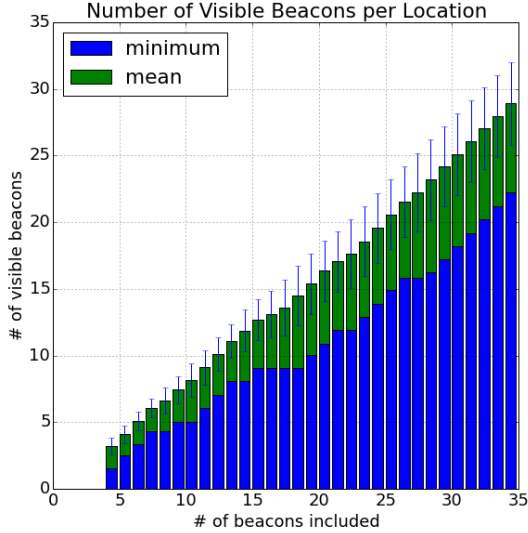 Number of Visible Beacons per Location
35
30
25
20
15
10
5
0
# of visible beacons
minimum
mean
0 5 10 15 20 25 30 35
# of beacons included